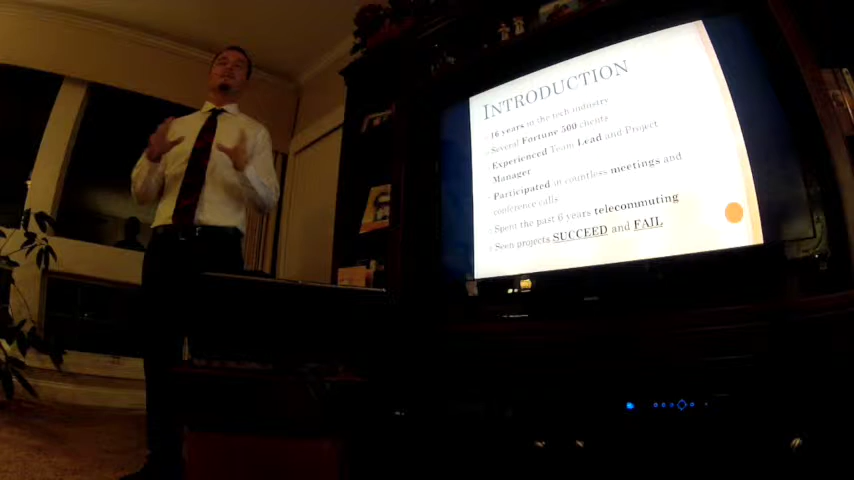 INTRODUCTION
16 years in the tech industry
Several Fortune 500 clients
Experienced Team Lead and Project
Manager
Participated in countless meetings and
conference calls
Spent the past 6 years telecommuting
Seen projects SUCCEED and FAIL